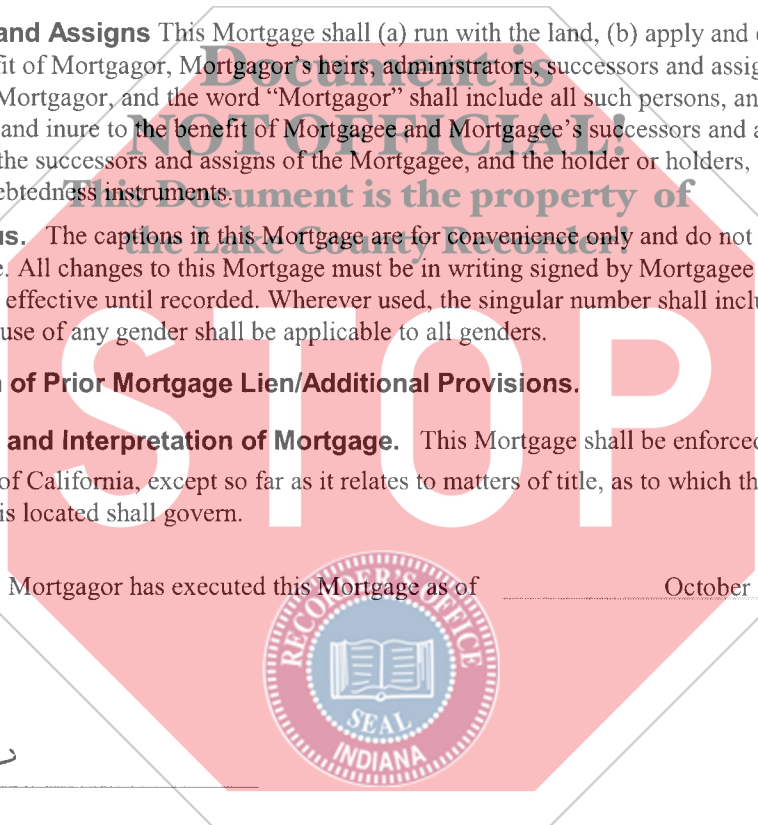 and Assigns This Mortgage shall (a) run with the land, (b) apply and
fit of Mortgagor, Mortgagor's heirs, administrators, successors and assig
Mortgagor, and the word "Mortgagor" shall include all such persons, an
and inure to the benefit of Mortgagee and Mortgagee's successors and a
the successors and assigns of the Mortgagee, and the holder or holders,
ebtedness instruments.
us. The captions in this Mortgage are for convenience only and do not
e. All changes to this Mortgage must be in writing signed by Mortgagee
effective until recorded. Wherever used, the singular number shall inclu
use of any gender shall be applicable to all genders.
of Prior Mortgage Lien/Additional Provisions.
and Interpretation of Mortgage. This Mortgage shall be enforced
of California, except so far as it relates to matters of title, as to which th
is located shall govern.
Mortgagor has executed this Mortgage as of October
Document is
NOT OFFICIAL!
This Document is the property of
the Lake County Recorder!
STOP
RECORDER'S OFFICE
SEAL
INDIANA